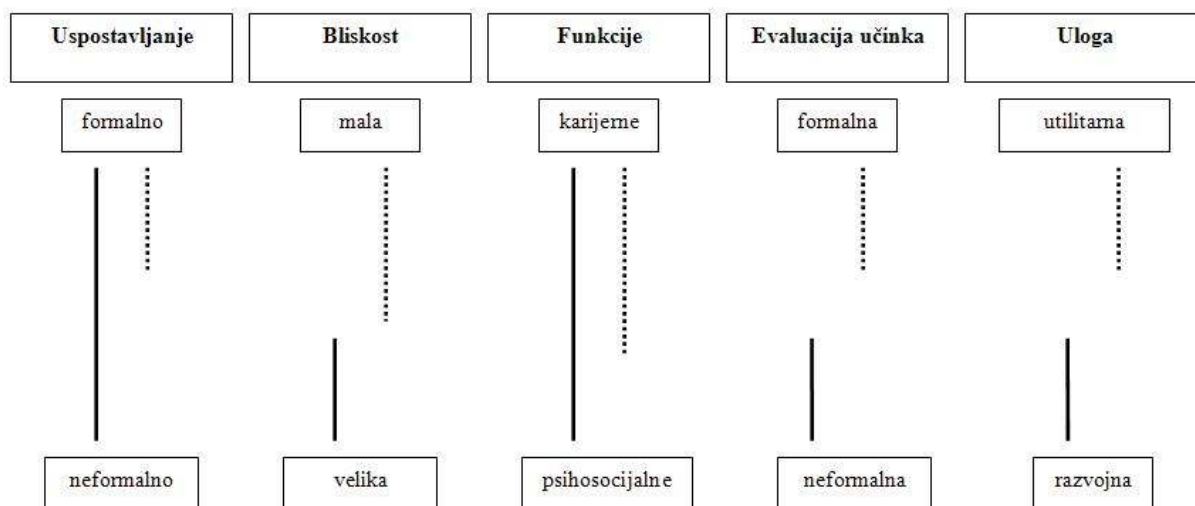 Uspostavljanje
Bliskost
Funkcije
Evaluacija učinka
Uloga
formalno
mala
karijerne
formalna
utilitarna
neformalno
velika
psihosocijalne
neformalna
razvojna